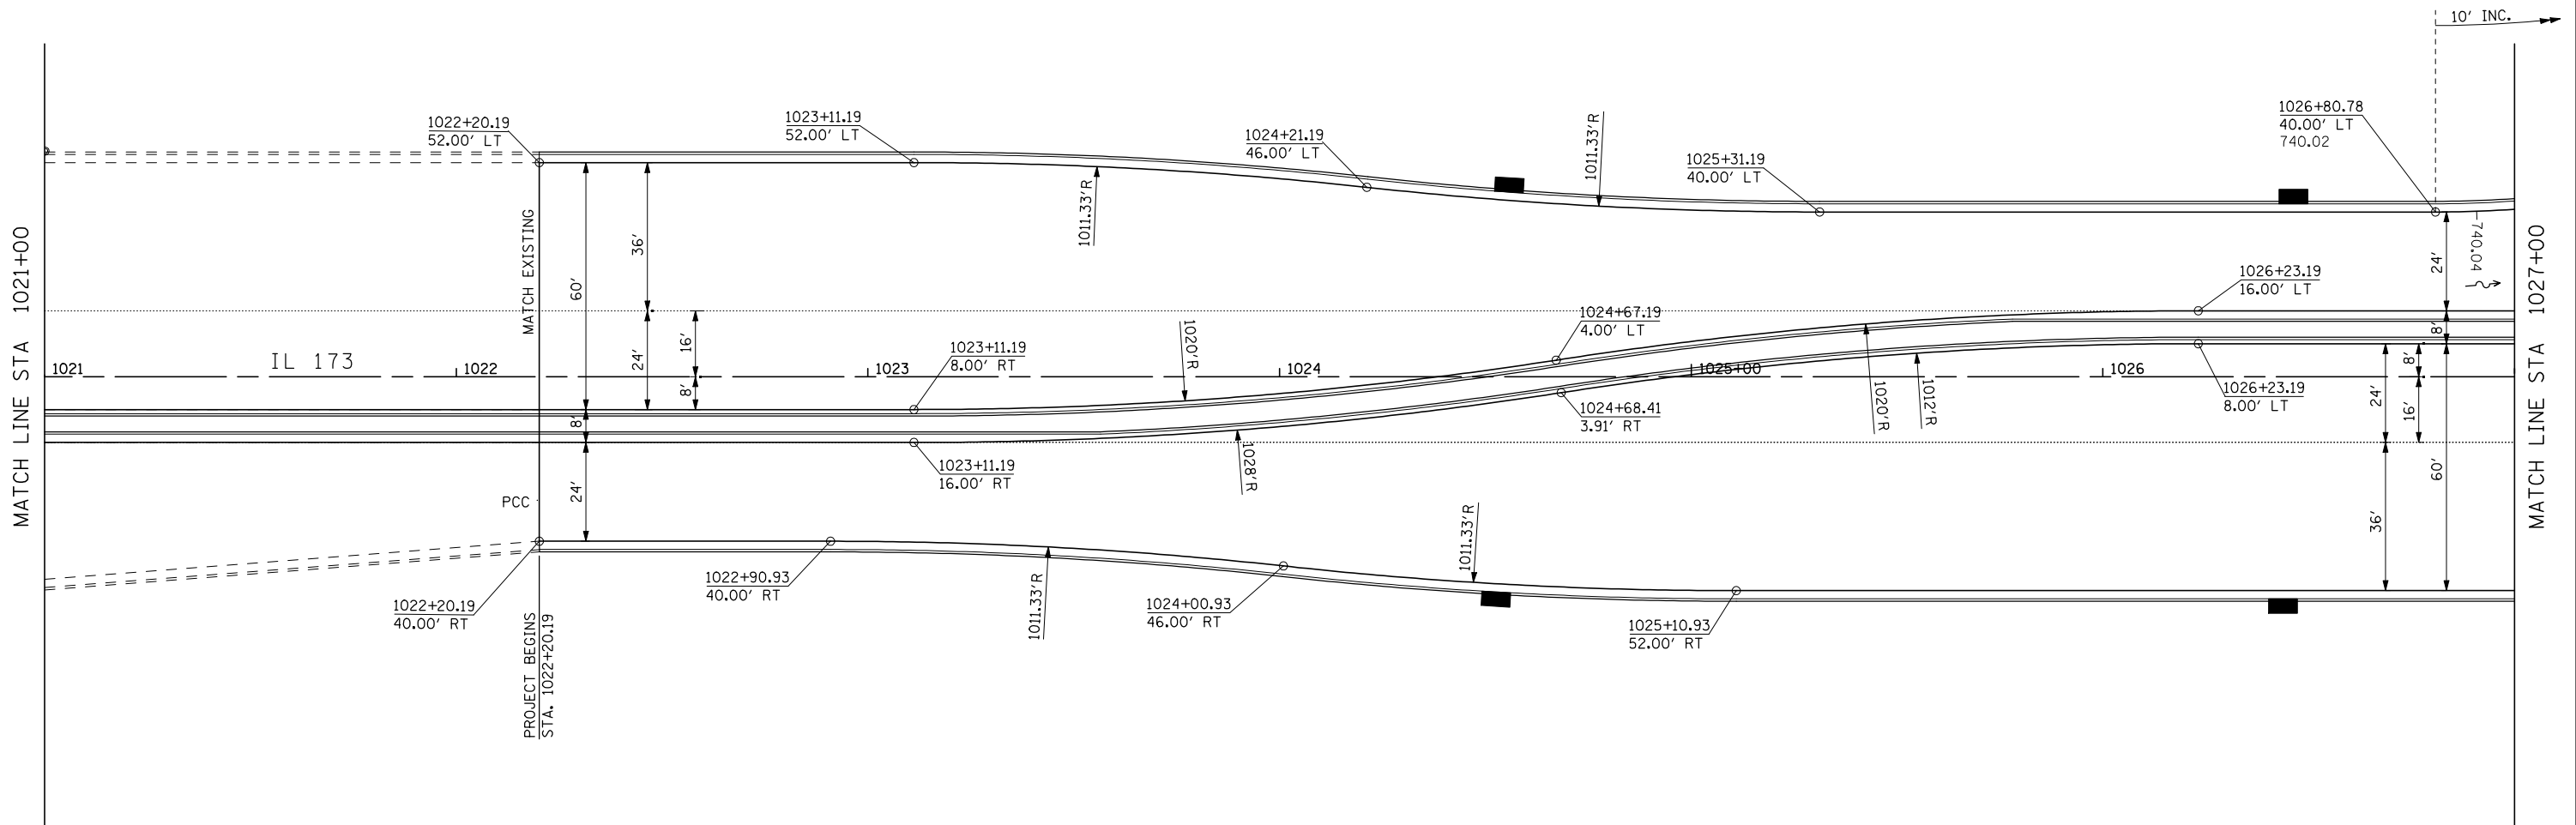 10' INC.
1022+20.19
52.00' LT
1023+11.19
52.00' LT
1024+21.19
46.00' LT
1011.33'R
1011.33'R
1025+31.19
40.00' LT
1026+80.78
40.00' LT
740.02
MATCH LINE STA 1021+00
MATCH EXISTING
60'
36'
24'
16'
8'
8'
24'
1021
IL 173
1022
1023
1024
1025+00
1026
1023+11.19
8.00' RT
1020'R
1024+67.19
4.00' LT
1026+23.19
16.00' LT
740.04
24'
8'
8'
24'
16'
60'
36'
MATCH LINE STA 1027+00
1020'R
1012'R
1026+23.19
8.00' LT
1024+68.41
3.91' RT
1028'R
1023+11.19
16.00' RT
PCC
1022+20.19
40.00' RT
PROJECT BEGINS
STA. 1022+20.19
1022+90.93
40.00' RT
1011.33'R
1024+00.93
46.00' RT
1011.33'R
1025+10.93
52.00' RT